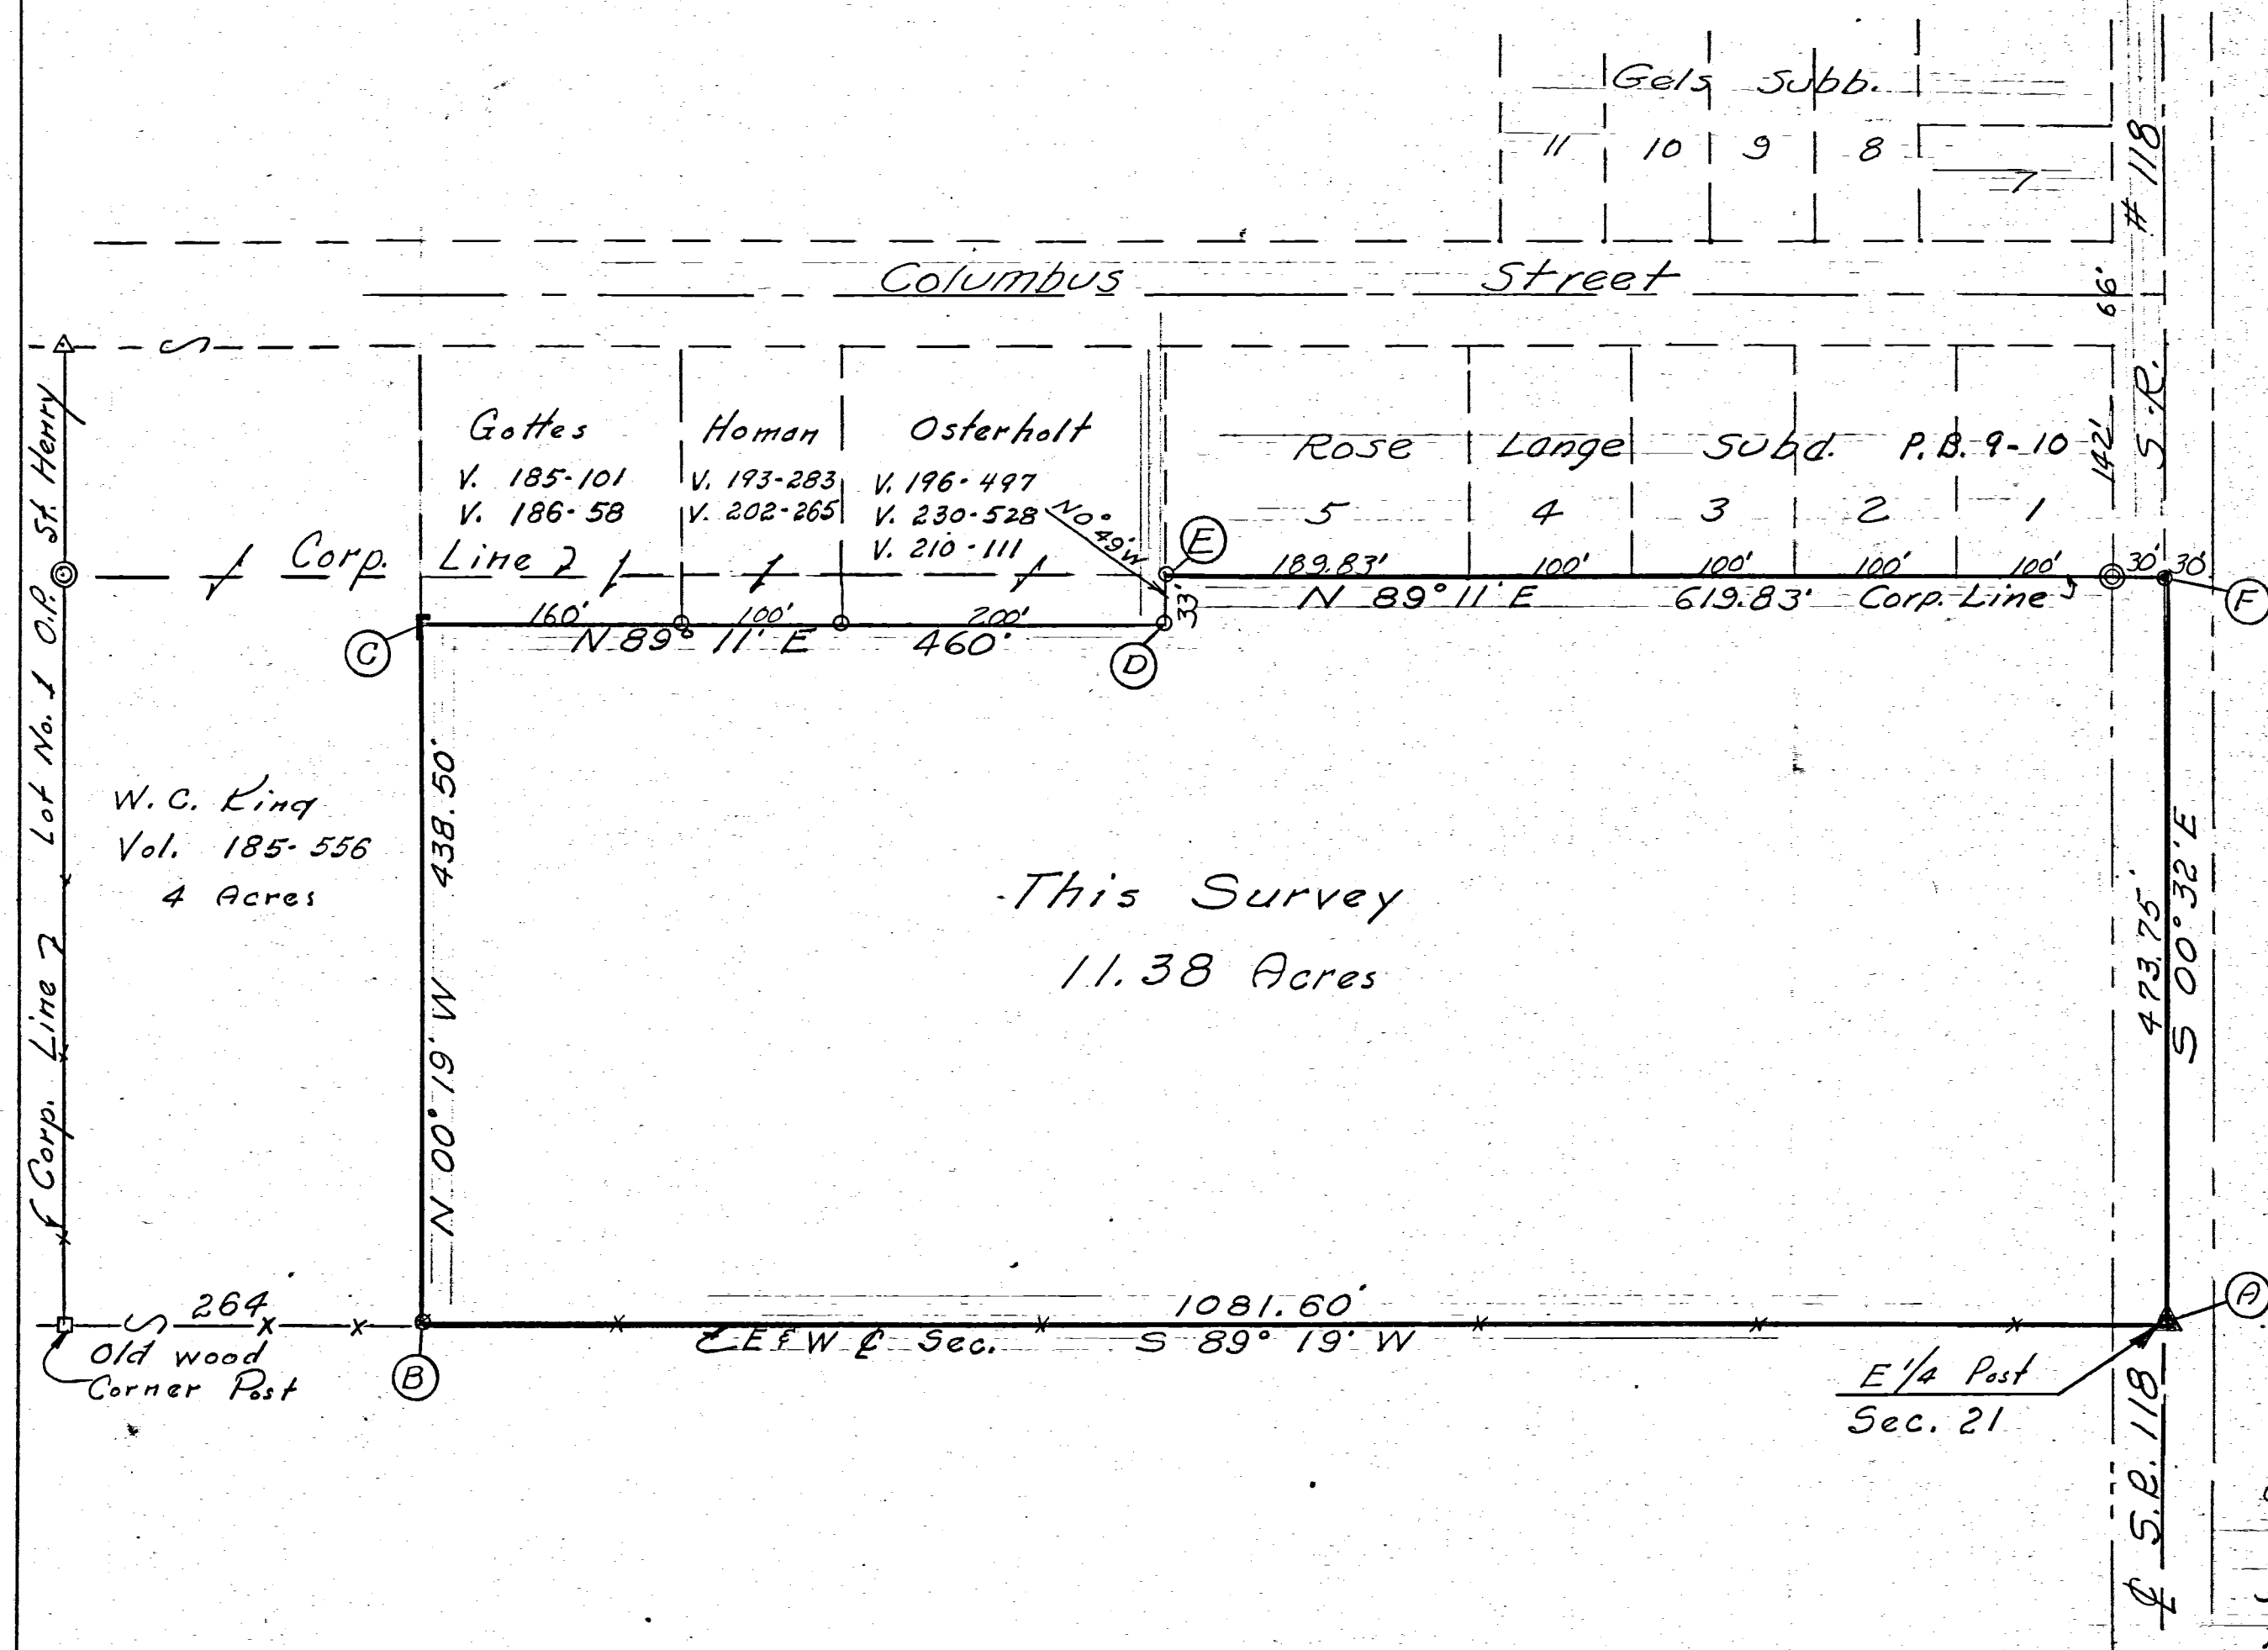 Gels Subb.
11 10 9 8
7
# 118
Columbus Street
66'
S.R.
142'
St. Henry
O.P.
Lot No. 1
Corp. Line
Gottes
V. 185-101
V. 186-58
Homan
V. 193-283
V. 202-265
Osterholt
V. 196-497
V. 230-528
V. 210-111
N 0° 49' W
Rose Lange Subd. P.B. 9-10
5 4 3 2 1
Corp. Line
E
189.83' 100' 100' 100' 100' 30' 30'
N 89° 11' E 619.83' Corp. Line
F
33'
160' 100' 200'
N 89° 11' E 460'
C
D
W. C. King
Vol. 185-556
4 Acres
438.50'
N 00° 19' W
This Survey
11.38 Acres
473.75'
S 00° 32' E
264
Old wood
Corner Post
B
1081.60'
E & W ℄ Sec. S 89° 19' W
A
E 1/4 Post
Sec. 21
℄ S.R. 118